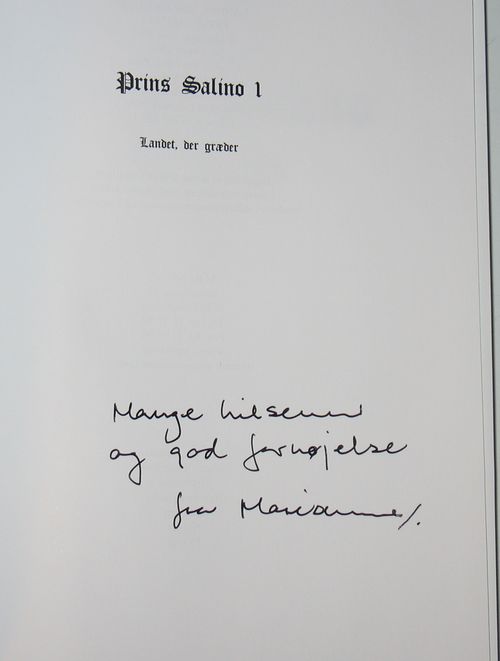 Prins Salino 1
Landet, der græder
Mange hilsener
og god fornøjelse
fra Marianne/.